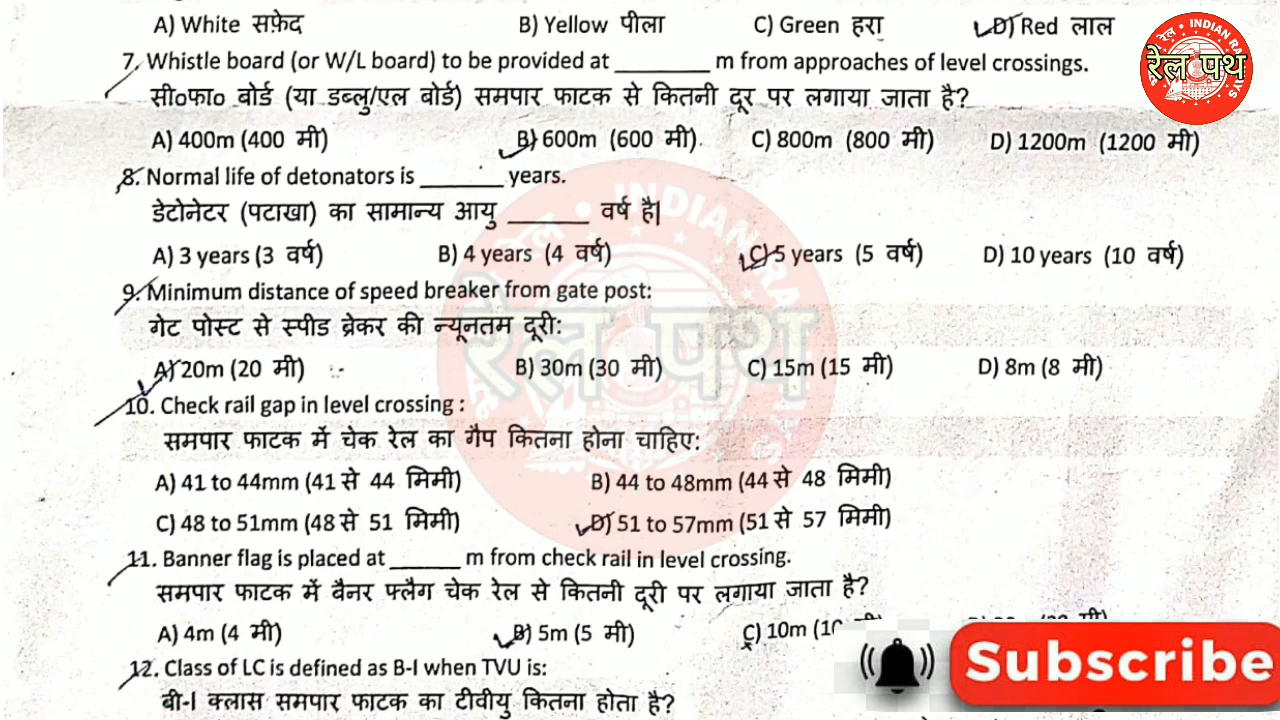 A) White सफ़ेद B) Yellow पीला C) Green हरा D) Red लाल
7. Whistle board (or W/L board) to be provided at ________ m from approaches of level crossings.
सी०फा० बोर्ड (या डब्लु/एल बोर्ड) समपार फाटक से कितनी दूर पर लगाया जाता है?
A) 400m (400 मी) B) 600m (600 मी) C) 800m (800 मी) D) 1200m (1200 मी)
8. Normal life of detonators is _______ years.
डेटोनेटर (पटाखा) का सामान्य आयु _______ वर्ष है|
A) 3 years (3 वर्ष) B) 4 years (4 वर्ष) C) 5 years (5 वर्ष) D) 10 years (10 वर्ष)
9. Minimum distance of speed breaker from gate post:
गेट पोस्ट से स्पीड ब्रेकर की न्यूनतम दूरी:
A) 20m (20 मी) B) 30m (30 मी) C) 15m (15 मी) D) 8m (8 मी)
10. Check rail gap in level crossing :
समपार फाटक में चेक रेल का गैप कितना होना चाहिए:
A) 41 to 44mm (41 से 44 मिमी) B) 44 to 48mm (44 से 48 मिमी)
C) 48 to 51mm (48 से 51 मिमी) D) 51 to 57mm (51 से 57 मिमी)
11. Banner flag is placed at ______ m from check rail in level crossing.
समपार फाटक में बैनर फ्लैग चेक रेल से कितनी दूरी पर लगाया जाता है?
A) 4m (4 मी) B) 5m (5 मी) C) 10m
12. Class of LC is defined as B-I when TVU is:
बी-I क्लास समपार फाटक का टीवीयु कितना होता है?
रेल • INDIAN
रेल पथ
INDIAN
रेल पथ
Subscribe